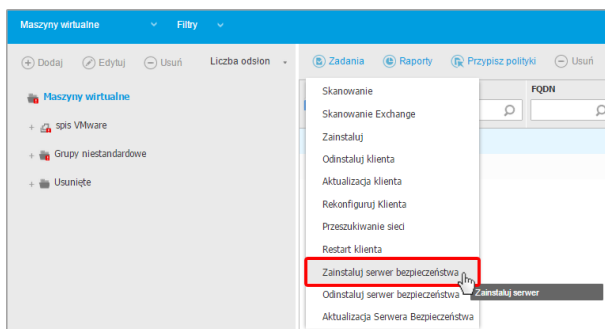 Maszyny wirtualne Filtry
Dodaj Edytuj Usuń Liczba odsłon Zadania Raporty Przypisz polityki Usuń
Maszyny wirtualne
spis VMware
Grupy niestandardowe
Usunięte
FQDN
Skanowanie
Skanowanie Exchange
Zainstaluj
Odinstaluj klienta
Aktualizacja klienta
Rekonfiguruj Klienta
Przeszukiwanie sieci
Restart klienta
Zainstaluj serwer bezpieczeństwa
Zainstaluj serwer
Odinstaluj serwer bezpieczeństwa
Aktualizacja Serwera Bezpieczeństwa